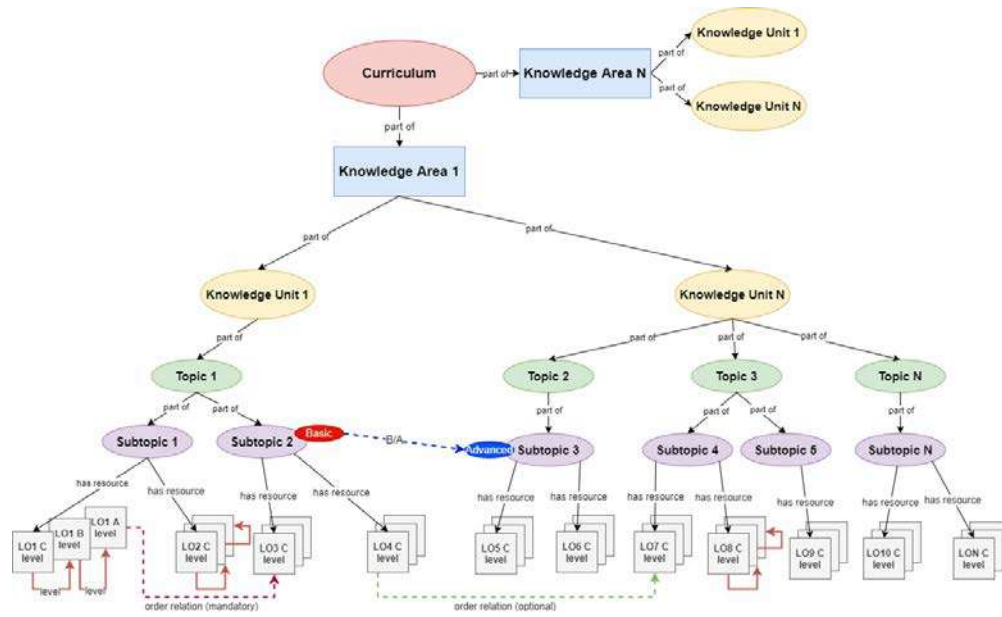 Knowledge Unit 1
part of
Curriculum
part of
Knowledge Area N
part of
Knowledge Unit N
part of
Knowledge Area 1
part of
part of
Knowledge Unit 1
Knowledge Unit N
part of
part of
part of
part of
Topic 1
Topic 2
Topic 3
Topic N
part of
part of
part of
part of
part of
part of
Subtopic 1
Subtopic 2
Basic
B/A
Advanced
Subtopic 3
Subtopic 4
Subtopic 5
Subtopic N
has resource
has resource
has resource
has resource
has resource
has resource
has resource
has resource
has resource
has resource
has resource
LO1 C
level
LO1 B
level
LO1 A
level
LO2 C
level
LO3 C
level
LO4 C
level
LO5 C
level
LO6 C
level
LO7 C
level
LO8 C
level
LO9 C
level
LO10 C
level
LON C
level
level
level
order relation (mandatory)
order relation (optional)